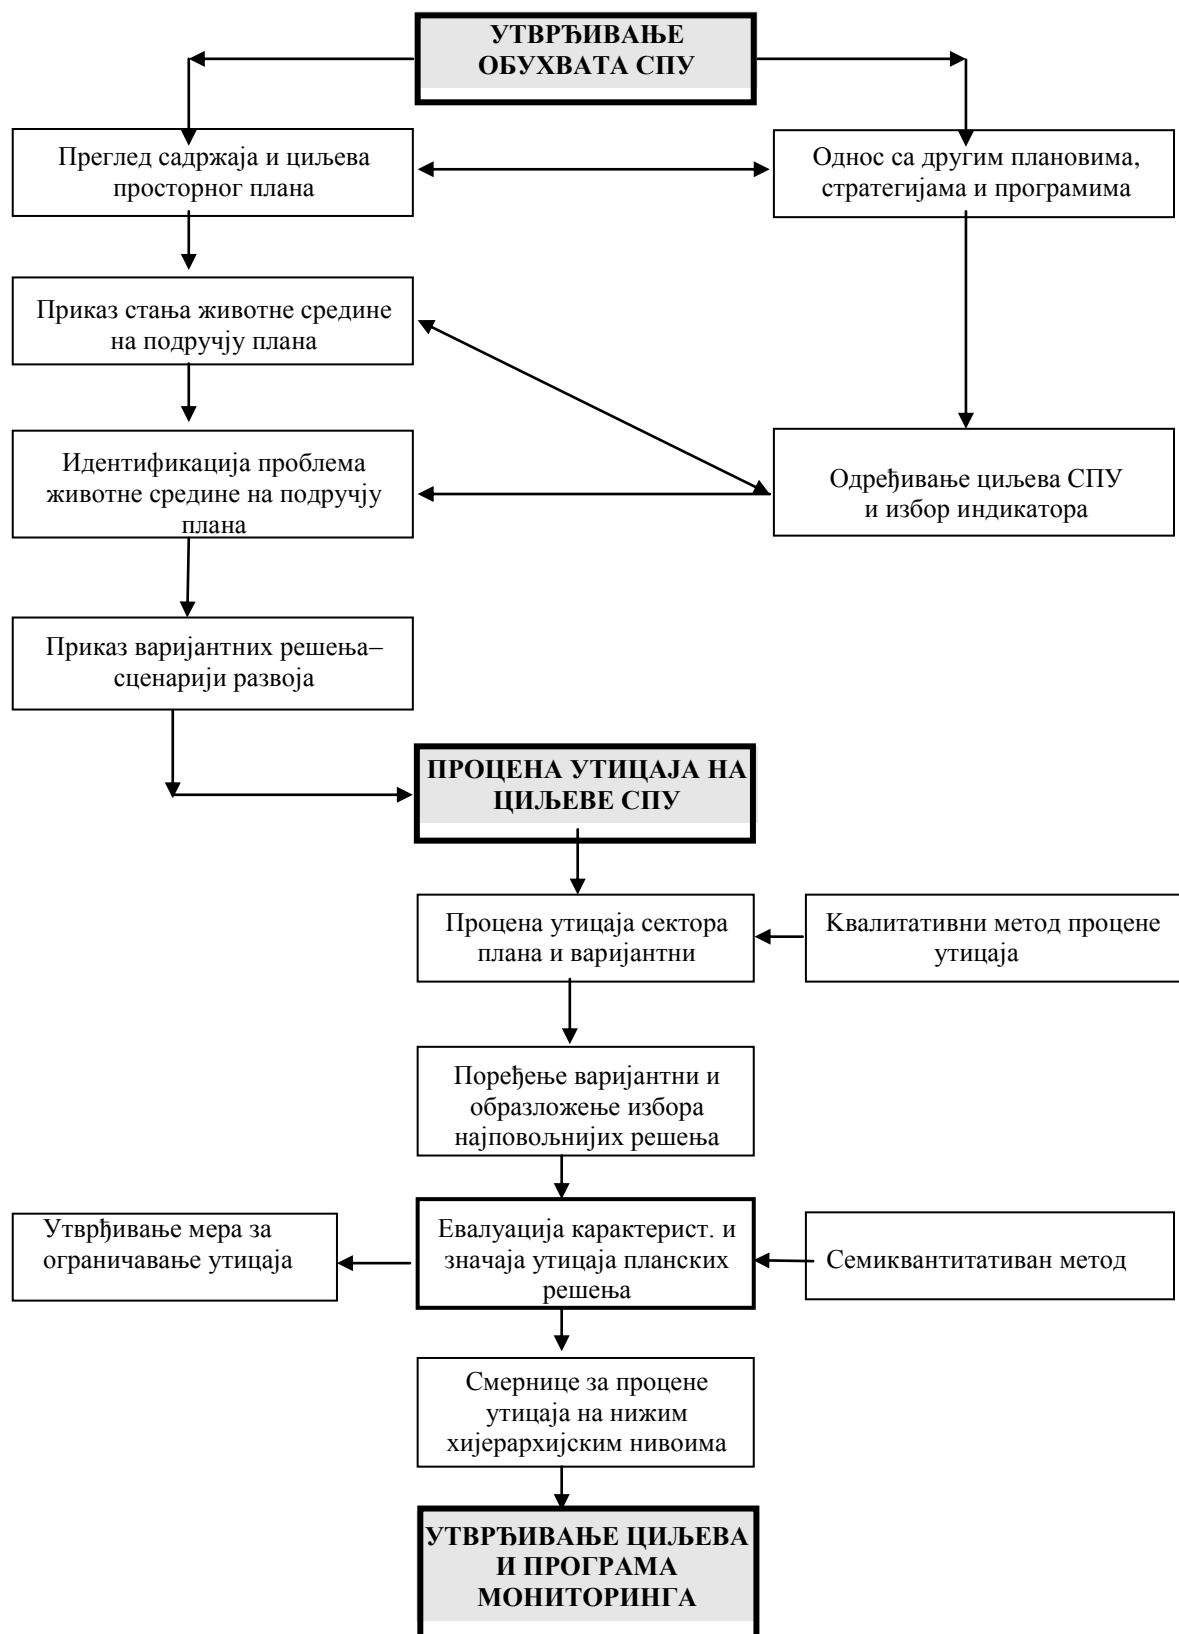 УТВРЂИВАЊЕ
ОБУХВАТА СПУ
Преглед садржаја и циљева
просторног плана
Однос са другим плановима,
стратегијама и програмима
Приказ стања животне средине
на подручју плана
Идентификација проблема
животне средине на подручју
плана
Одређивање циљева СПУ
и избор индикатора
Приказ варијантних решења–
сценарији развоја
ПРОЦЕНА УТИЦАЈА НА
ЦИЉЕВЕ СПУ
Процена утицаја сектора
плана и варијантни
Квалитативни метод процене
утицаја
Поређење варијантни и
образложење избора
најповољнијих решења
Утврђивање мера за
ограничавање утицаја
Евалуација карактерист. и
значаја утицаја планских
решења
Семиквантитативан метод
Смернице за процене
утицаја на нижим
хијерархијским нивоима
УТВРЂИВАЊЕ ЦИЉЕВА
И ПРОГРАМА
МОНИТОРИНГА